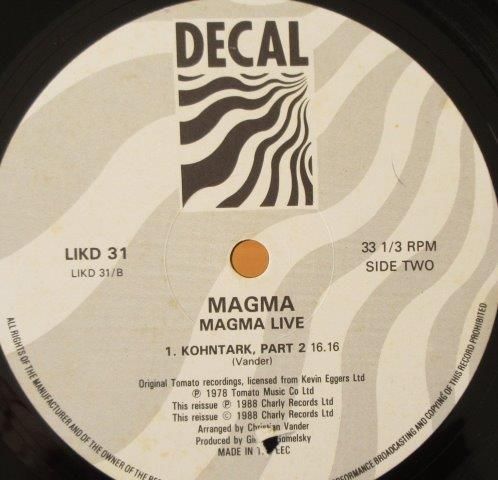 DECAL
LIKD 31
LIKD 31/B
33 1/3 RPM
SIDE TWO
MAGMA
MAGMA LIVE
1. KOHNTARK, PART 2 16.16
(Vander)
Original Tomato recordings, licensed from Kevin Eggers Ltd
℗ 1978 Tomato Music Co Ltd
This reissue ℗ 1988 Charly Records Ltd
This reissue © 1988 Charly Records Ltd
Arranged by Christian Vander
Produced by Gomelsky
MADE IN EEC
ALL RIGHTS OF THE MANUFACTURER AND OF THE OWNER OF THE
PERFORMANCE BROADCASTING AND COPYING OF THIS RECORD PROHIBITED